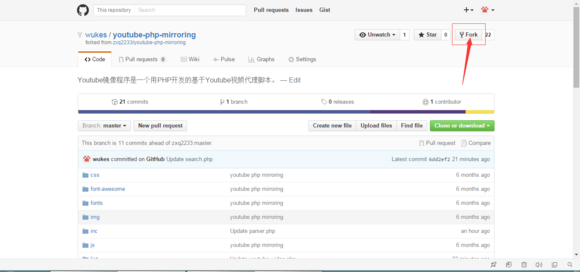 This repository Search Pull requests Issues Gist
wukes / youtube-php-mirroring Unwatch 1 Star 0 Fork 22
forked from zxq2233/youtube-php-mirroring
Code Pull requests 0 Wiki Pulse Graphs Settings
Youtube镜像程序是一个用PHP开发的基于Youtube视频代理脚本。 — Edit
21 commits 1 branch 0 releases 1 contributor
Branch: master New pull request Create new file Upload files Find file Clone or download
This branch is 11 commits ahead of zxq2233:master. Pull request Compare
wukes committed on GitHub Update search.php Latest commit 6dd2ef2 21 minutes ago
css youtube php mirroring 6 months ago
font-awesome youtube php mirroring 6 months ago
fonts youtube php mirroring 6 months ago
img youtube php mirroring 6 months ago
inc Update parser.php an hour ago
js youtube php mirroring 6 months ago